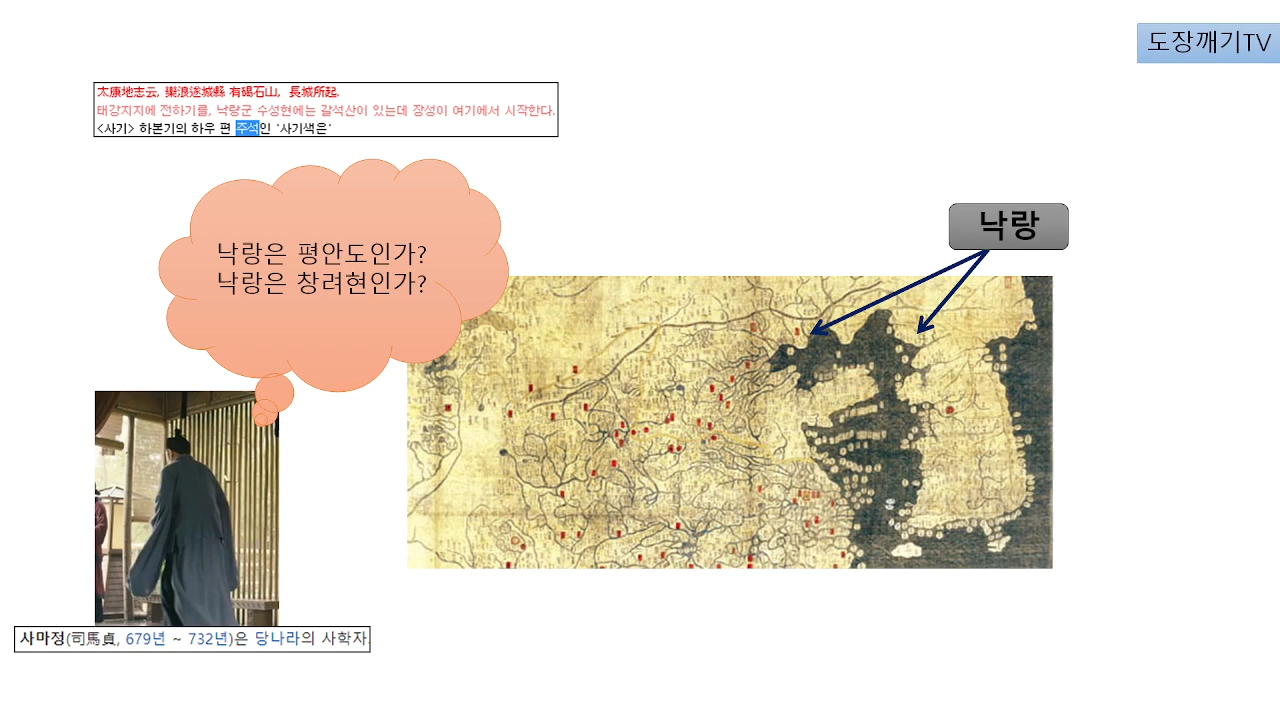 도장깨기TV
太康地志云, 樂浪遂城縣 有碣石山, 長城所起.
태강지지에 전하기를, 낙랑군 수성현에는 갈석산이 있는데 장성이 여기에서 시작한다.
<사기> 하본기의 하우 편 주석인 '사기색은'
낙랑은 평안도인가?
낙랑은 창려현인가?
낙랑
사마정(司馬貞, 679년 ~ 732년)은 당나라의 사학자.